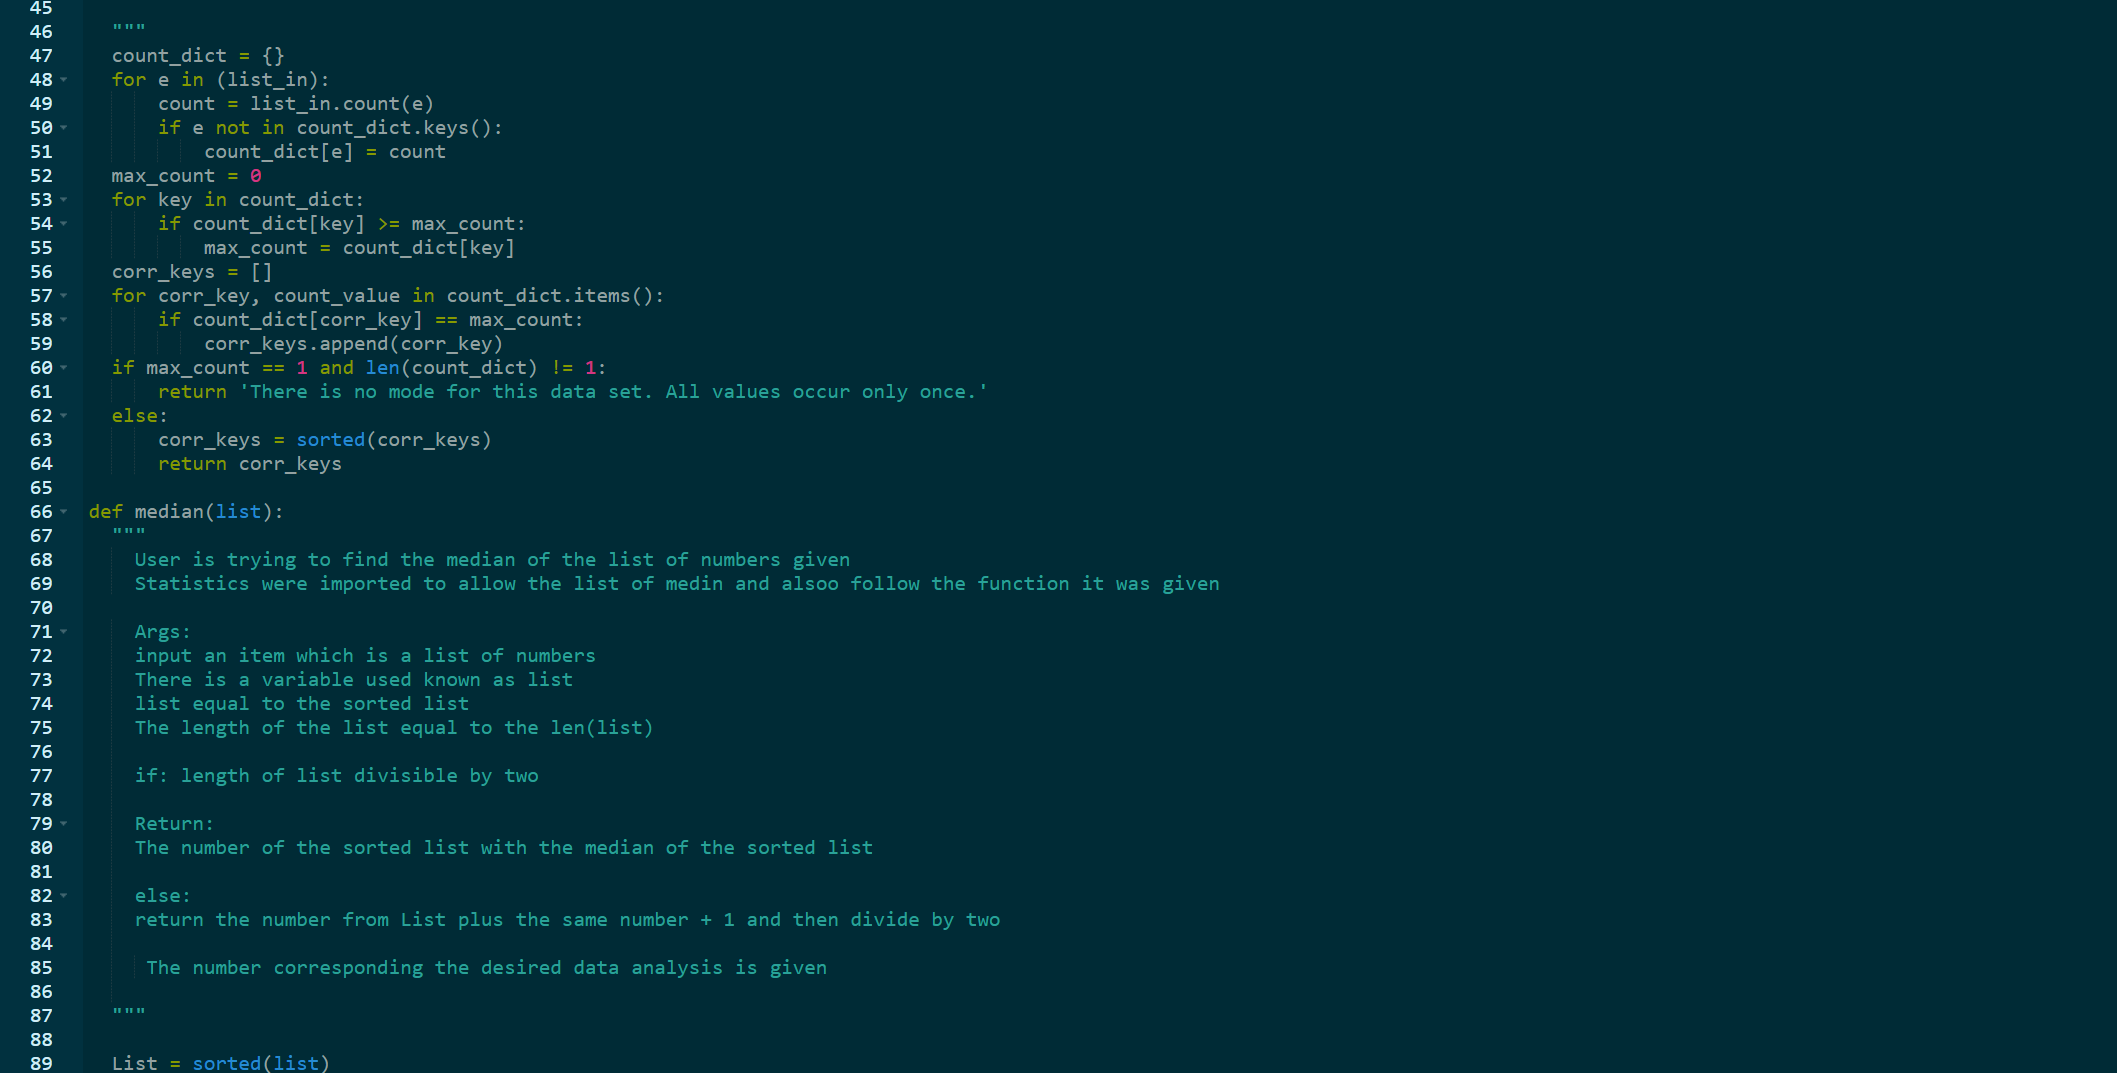 45
46 """
47 count_dict = {}
48 for e in (list_in):
49 count = list_in.count(e)
50 if e not in count_dict.keys():
51 count_dict[e] = count
52 max_count = 0
53 for key in count_dict:
54 if count_dict[key] >= max_count:
55 max_count = count_dict[key]
56 corr_keys = []
57 for corr_key, count_value in count_dict.items():
58 if count_dict[corr_key] == max_count:
59 corr_keys.append(corr_key)
60 if max_count == 1 and len(count_dict) != 1:
61 return 'There is no mode for this data set. All values occur only once.'
62 else:
63 corr_keys = sorted(corr_keys)
64 return corr_keys
65
66 def median(list):
67 """
68 User is trying to find the median of the list of numbers given
69 Statistics were imported to allow the list of medin and alsoo follow the function it was given
70
71 Args:
72 input an item which is a list of numbers
73 There is a variable used known as list
74 list equal to the sorted list
75 The length of the list equal to the len(list)
76
77 if: length of list divisible by two
78
79 Return:
80 The number of the sorted list with the median of the sorted list
81
82 else:
83 return the number from List plus the same number + 1 and then divide by two
84
85 The number corresponding the desired data analysis is given
86
87 """
88
89 List = sorted(list)